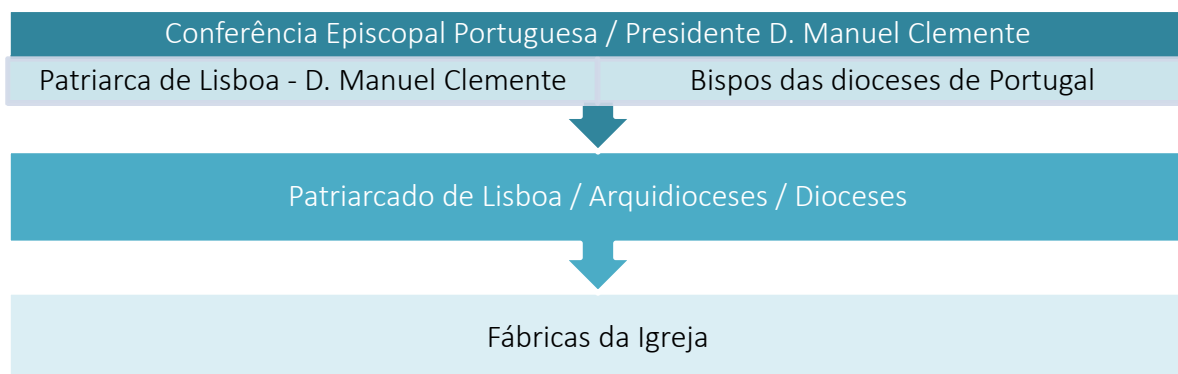 Conferência Episcopal Portuguesa / Presidente D. Manuel Clemente
Patriarca de Lisboa - D. Manuel Clemente
Bispos das dioceses de Portugal
Patriarcado de Lisboa / Arquidioceses / Dioceses
Fábricas da Igreja